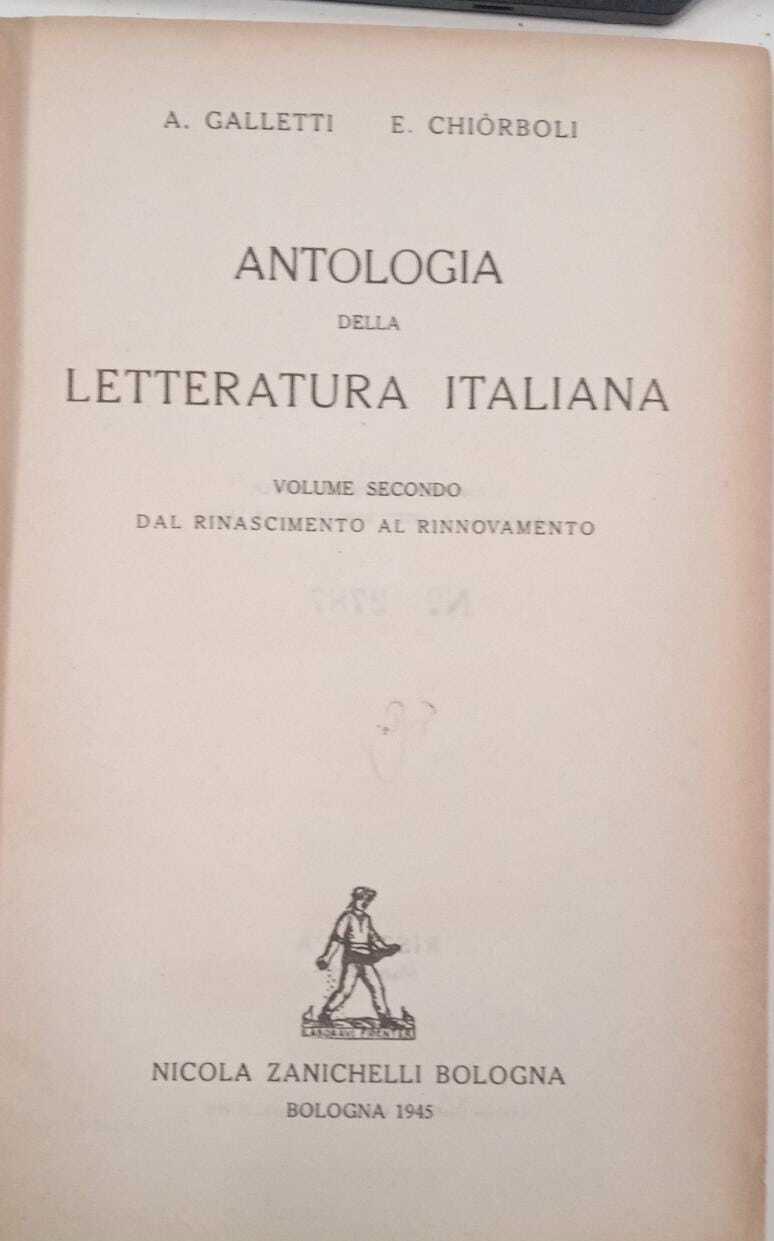 A. GALLETTI E. CHIÒRBOLI
ANTOLOGIA
DELLA
LETTERATURA ITALIANA
VOLUME SECONDO
DAL RINASCIMENTO AL RINNOVAMENTO
NICOLA ZANICHELLI BOLOGNA
BOLOGNA 1945